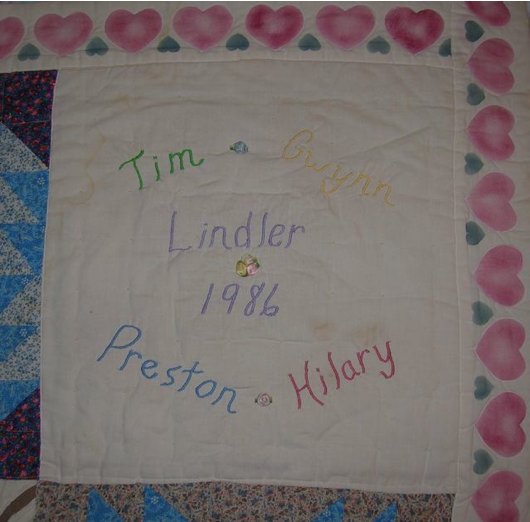 Tim Gwynn
Lindler
1986
Preston Hilary